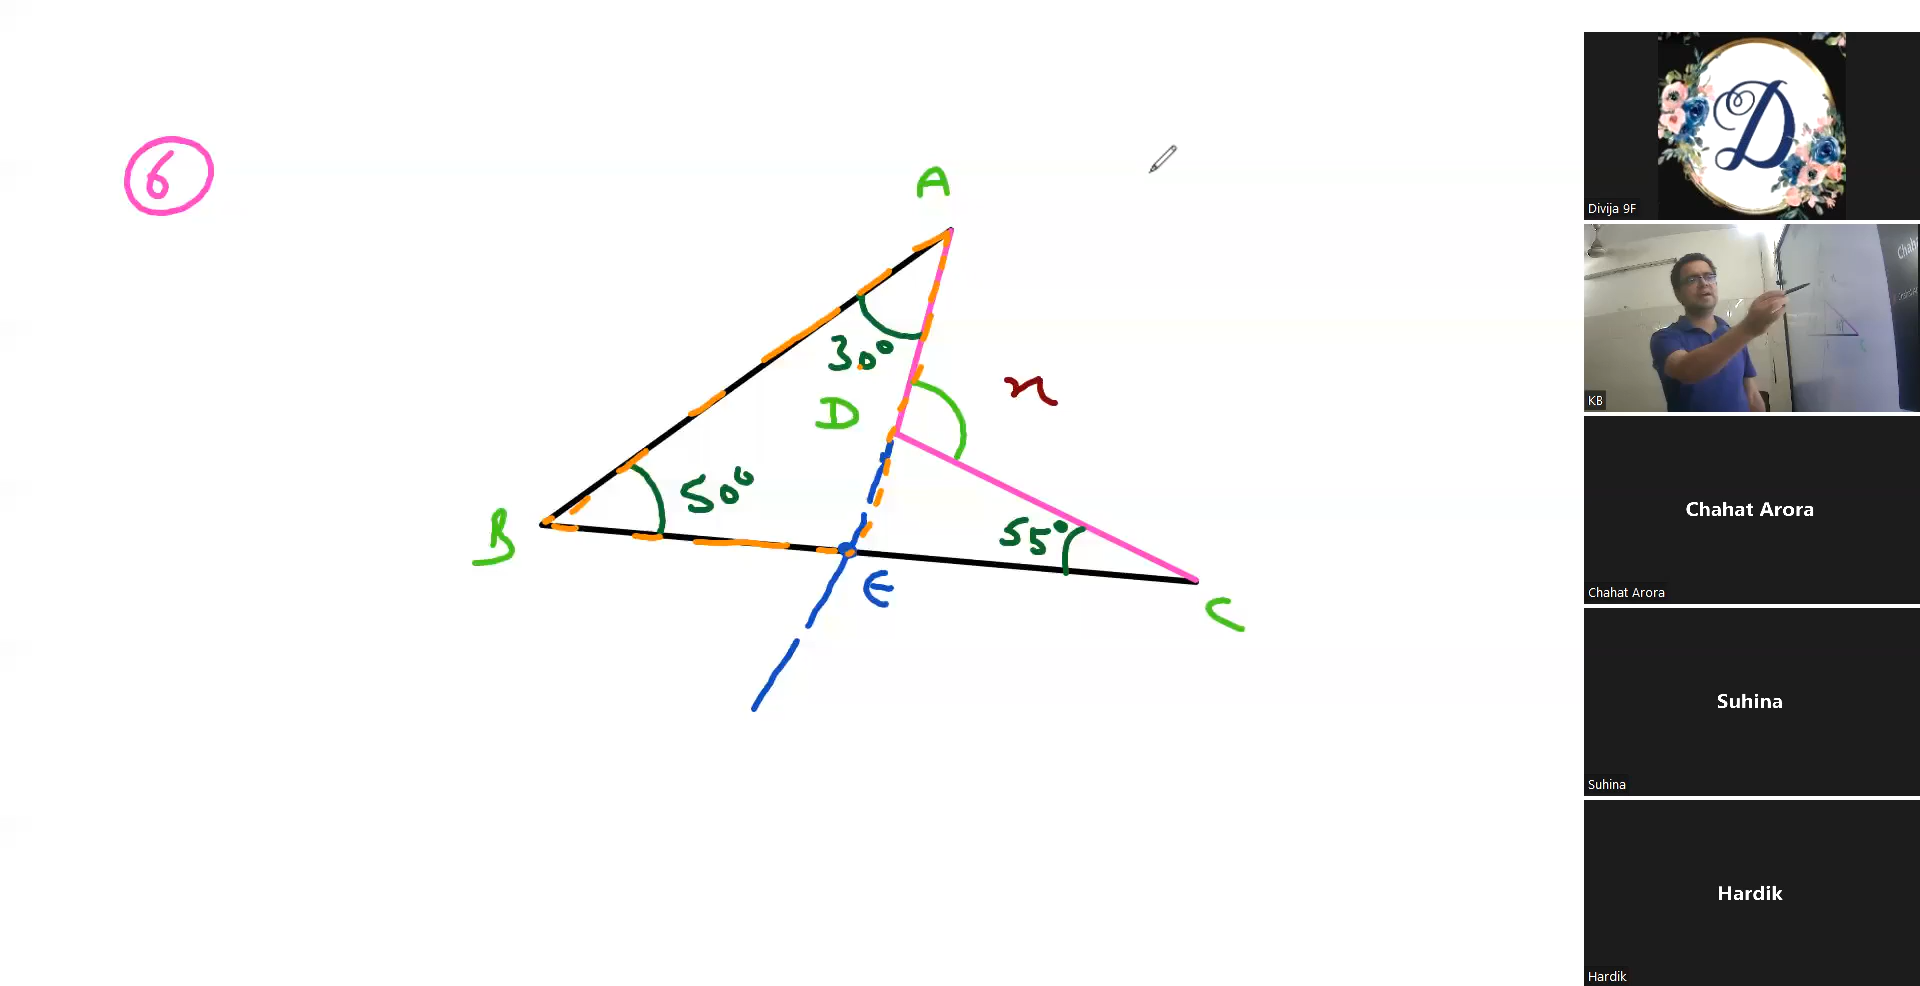 6
A
30°
x
D
50°
B
55°
E
C
D
Divija 9F
KB
Chahat Arora
Chahat Arora
Suhina
Suhina
Hardik
Hardik